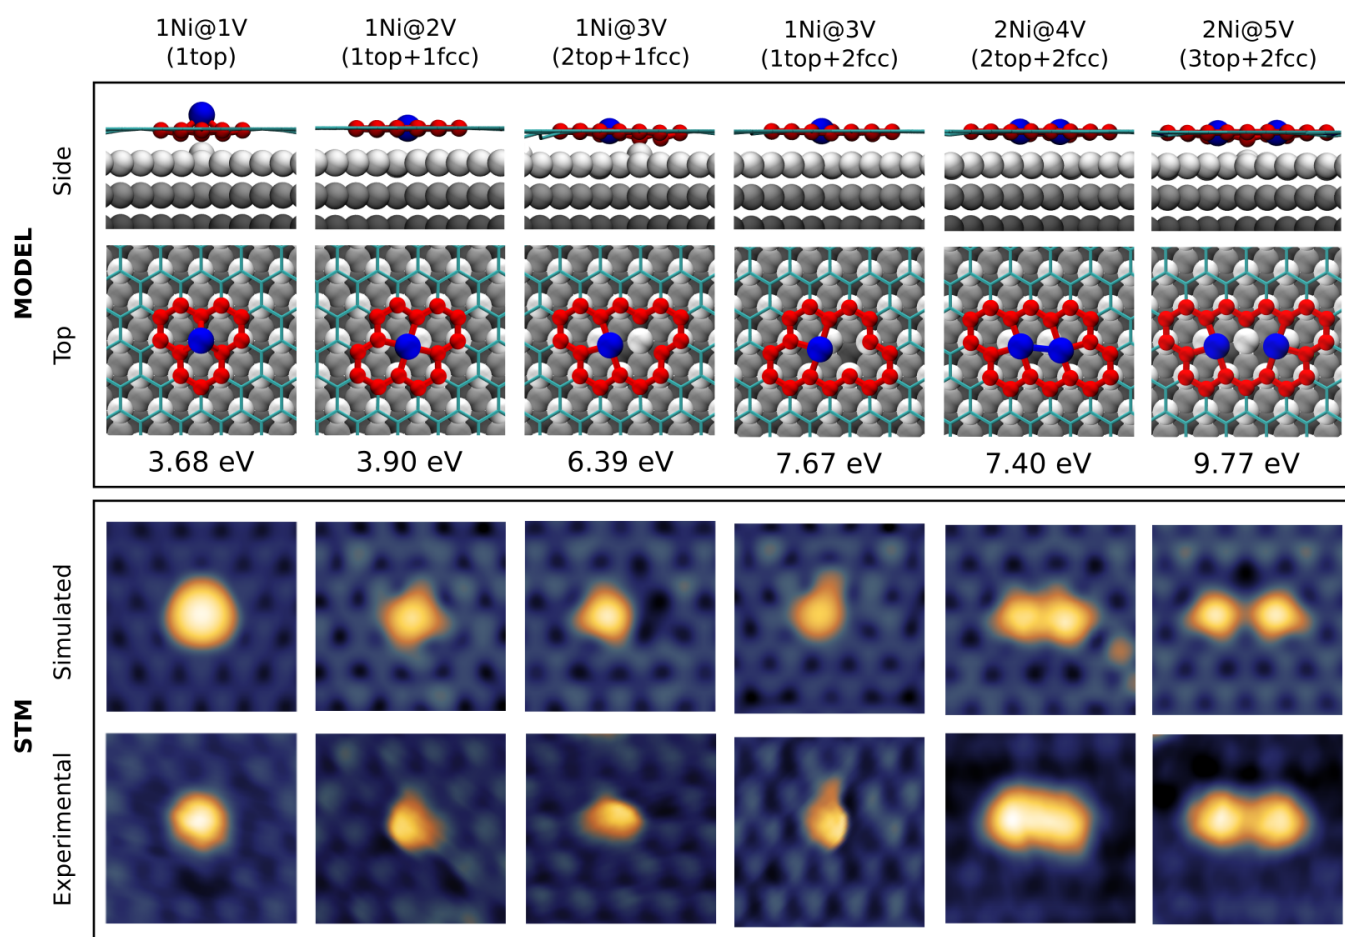 1Ni@1V
(1top)
1Ni@2V
(1top+1fcc)
1Ni@3V
(2top+1fcc)
1Ni@3V
(1top+2fcc)
2Ni@4V
(2top+2fcc)
2Ni@5V
(3top+2fcc)
MODEL
Side
Top
3.68 eV
3.90 eV
6.39 eV
7.67 eV
7.40 eV
9.77 eV
STM
Simulated
Experimental